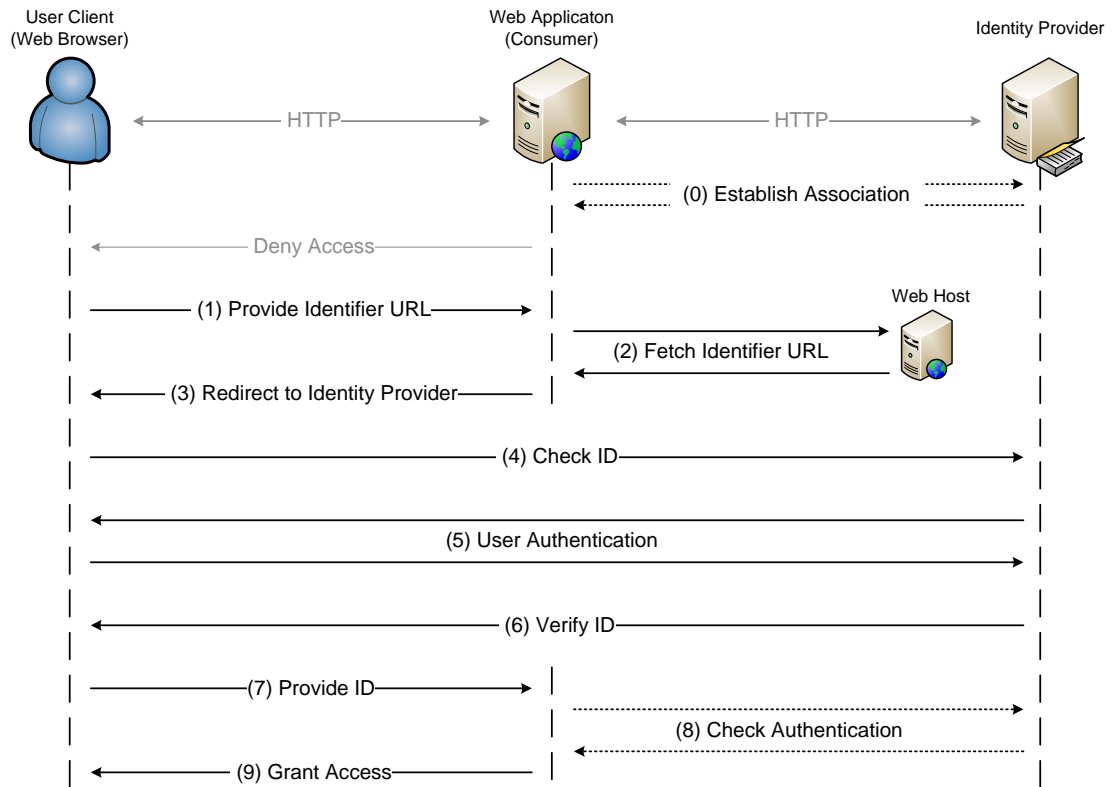 User Client
(Web Browser)
Web Applicaton
(Consumer)
Identity Provider
HTTP
HTTP
(0) Establish Association
Deny Access
(1) Provide Identifier URL
Web Host
(2) Fetch Identifier URL
(3) Redirect to Identity Provider
(4) Check ID
(5) User Authentication
(6) Verify ID
(7) Provide ID
(8) Check Authentication
(9) Grant Access